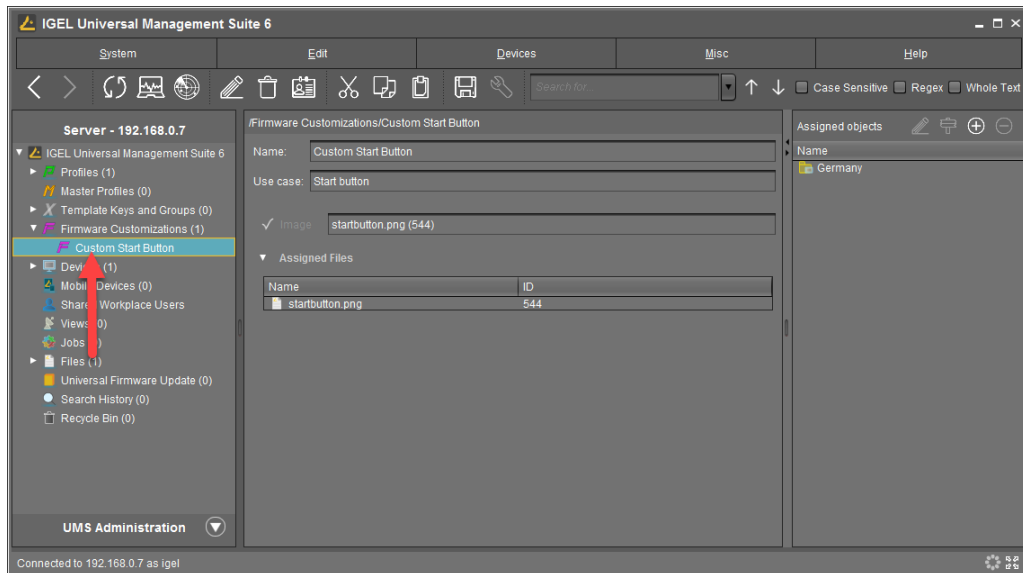 IGEL Universal Management Suite 6
System Edit Devices Misc Help
Search for...
Case Sensitive Regex Whole Text
Server - 192.168.0.7
IGEL Universal Management Suite 6
Profiles (1)
Master Profiles (0)
Template Keys and Groups (0)
Firmware Customizations (1)
Custom Start Button
(1)
Devices (0)
Workplace Users
Views
Jobs
Files
Universal Firmware Update (0)
Search History (0)
Recycle Bin (0)
UMS Administration
/Firmware Customizations/Custom Start Button
Name: Custom Start Button
Use case: Start button
Image startbutton.png (544)
Assigned Files
Name ID
startbutton.png 544
Assigned objects
Name
Germany
Connected to 192.168.0.7 as igel